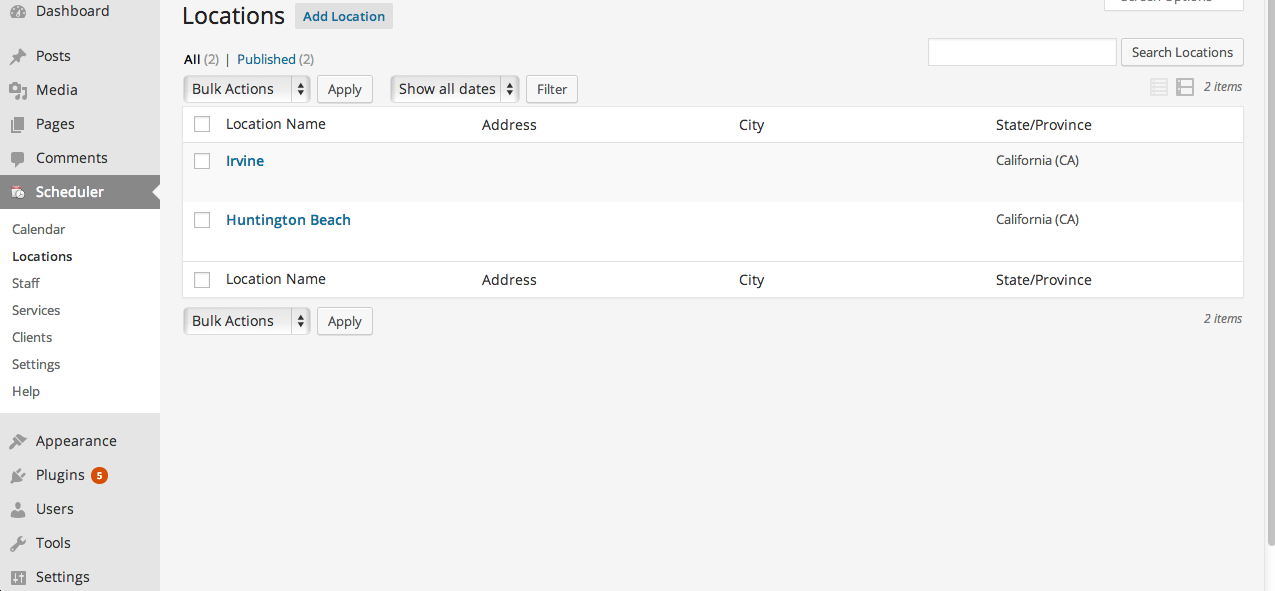 Dashboard
Posts
Media
Pages
Comments
Scheduler
Calendar
Locations
Staff
Services
Clients
Settings
Help
Appearance
Plugins 5
Users
Tools
Settings
Locations Add Location
Screen Options
All (2) | Published (2)
Search Locations
Bulk Actions Apply Show all dates Filter 2 items
Location Name Address City State/Province
Irvine California (CA)
Huntington Beach California (CA)
Location Name Address City State/Province
Bulk Actions Apply 2 items